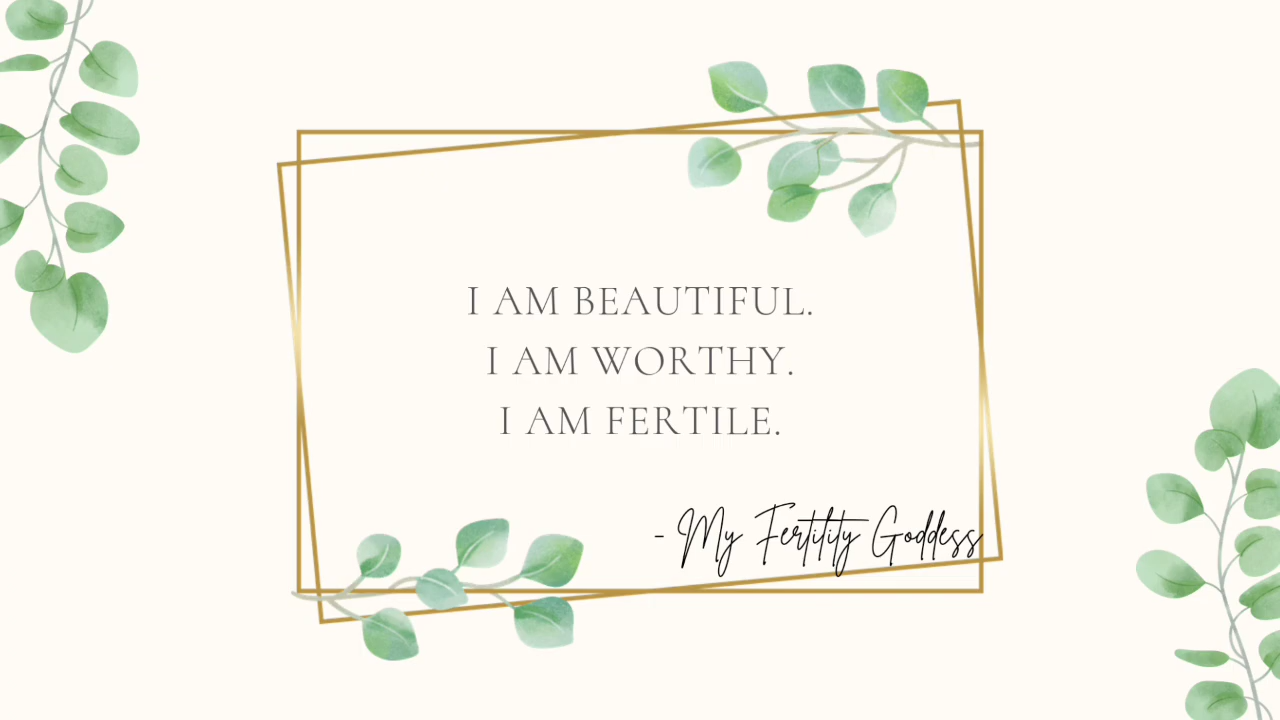 I AM BEAUTIFUL.
I AM WORTHY.
I AM FERTILE.
- My Fertility Goddess